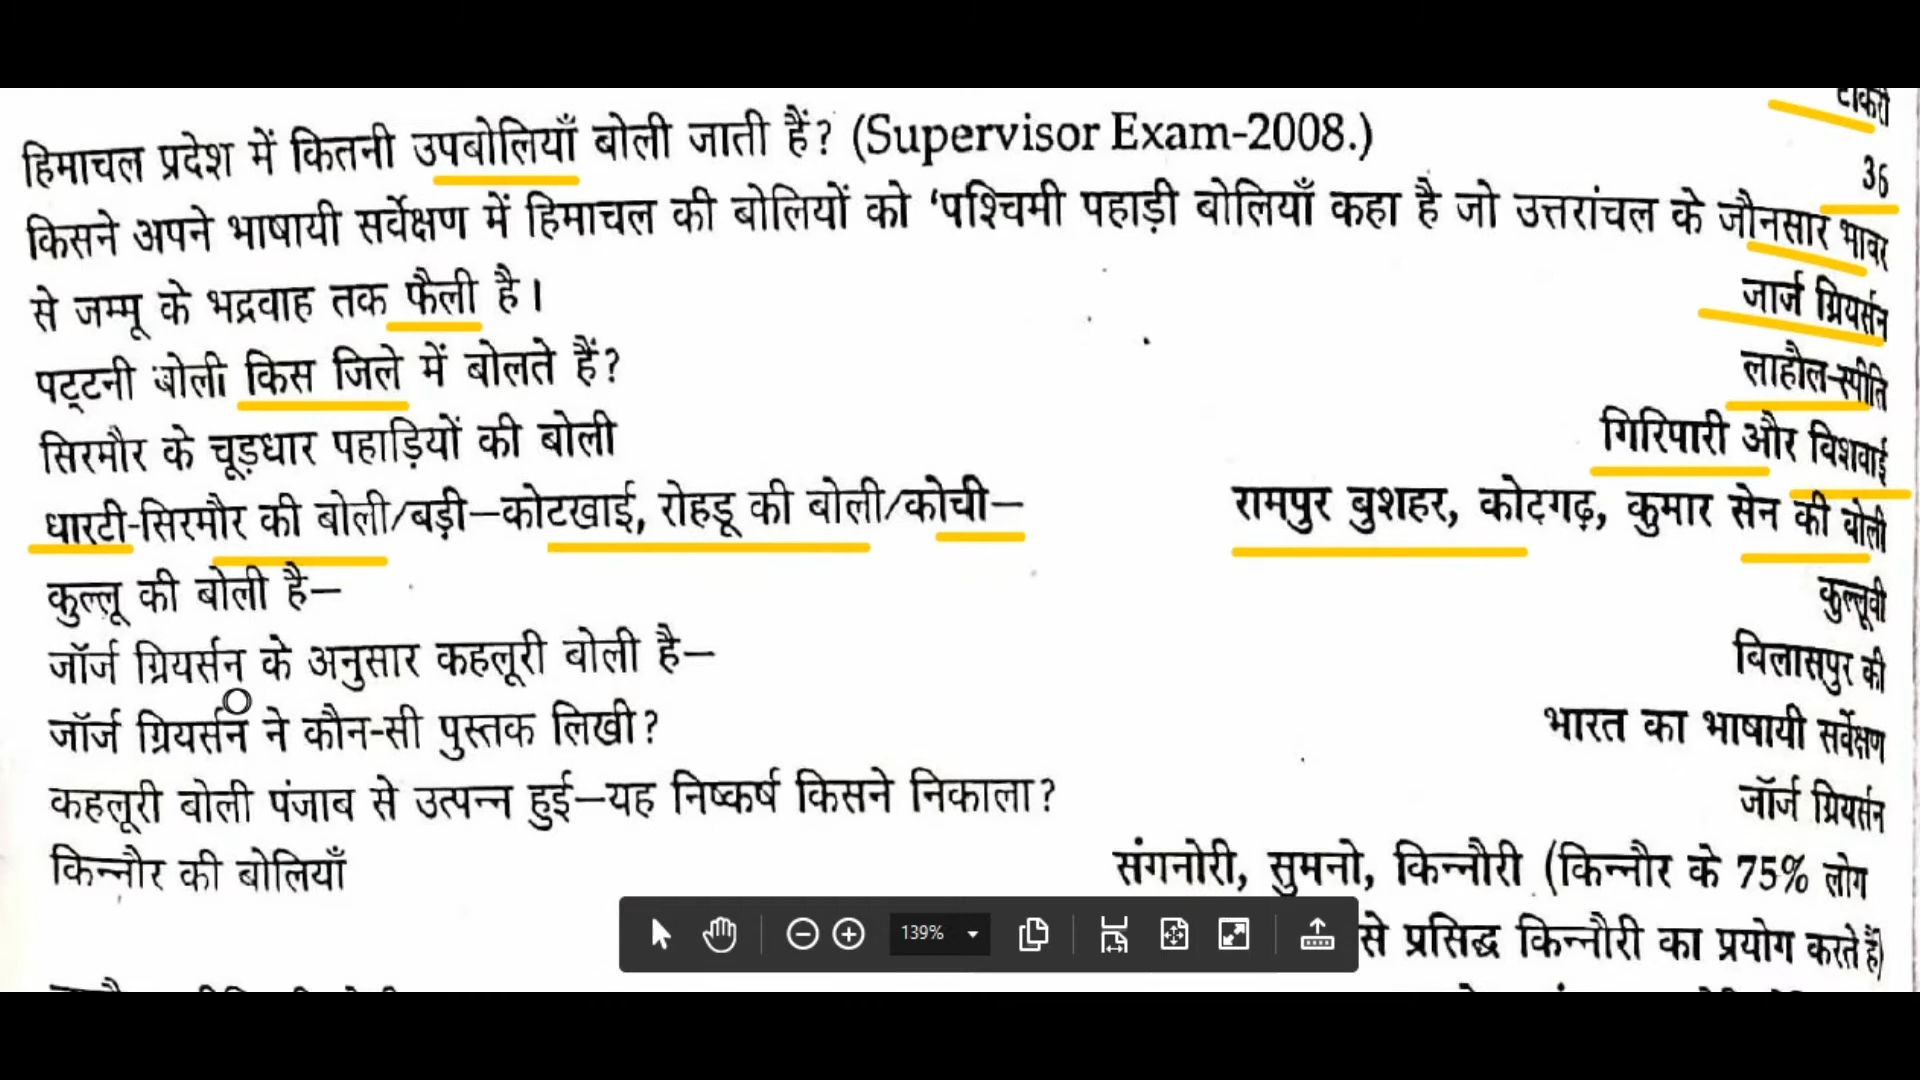 टांकरी
हिमाचल प्रदेश में कितनी उपबोलियाँ बोली जाती हैं? (Supervisor Exam-2008.) 36
किसने अपने भाषायी सर्वेक्षण में हिमाचल की बोलियों को ‘पश्चिमी पहाड़ी बोलियाँ कहा है जो उत्तरांचल के जौनसार भावर
से जम्मू के भद्रवाह तक फैली है। जार्ज ग्रियर्सन
पट्टनी बोली किस जिले में बोलते हैं? लाहौल-स्पीति
सिरमौर के चूड़धार पहाड़ियों की बोली गिरिपारी और विशवाई
धारटी-सिरमौर की बोली/बड़ी—कोटखाई, रोहडू की बोली/कोची— रामपुर बुशहर, कोटगढ़, कुमार सेन की बोली
कुल्लू की बोली है— कुल्लूवी
जॉर्ज ग्रियर्सन के अनुसार कहलूरी बोली है— बिलासपुर की
जॉर्ज ग्रियर्सन ने कौन-सी पुस्तक लिखी? भारत का भाषायी सर्वेक्षण
कहलूरी बोली पंजाब से उत्पन्न हुई—यह निष्कर्ष किसने निकाला? जॉर्ज ग्रियर्सन
किन्नौर की बोलियाँ संगनोरी, सुमनो, किन्नौरी (किन्नौर के 75% लोग
से प्रसिद्ध किन्नौरी का प्रयोग करते हैं)
139%